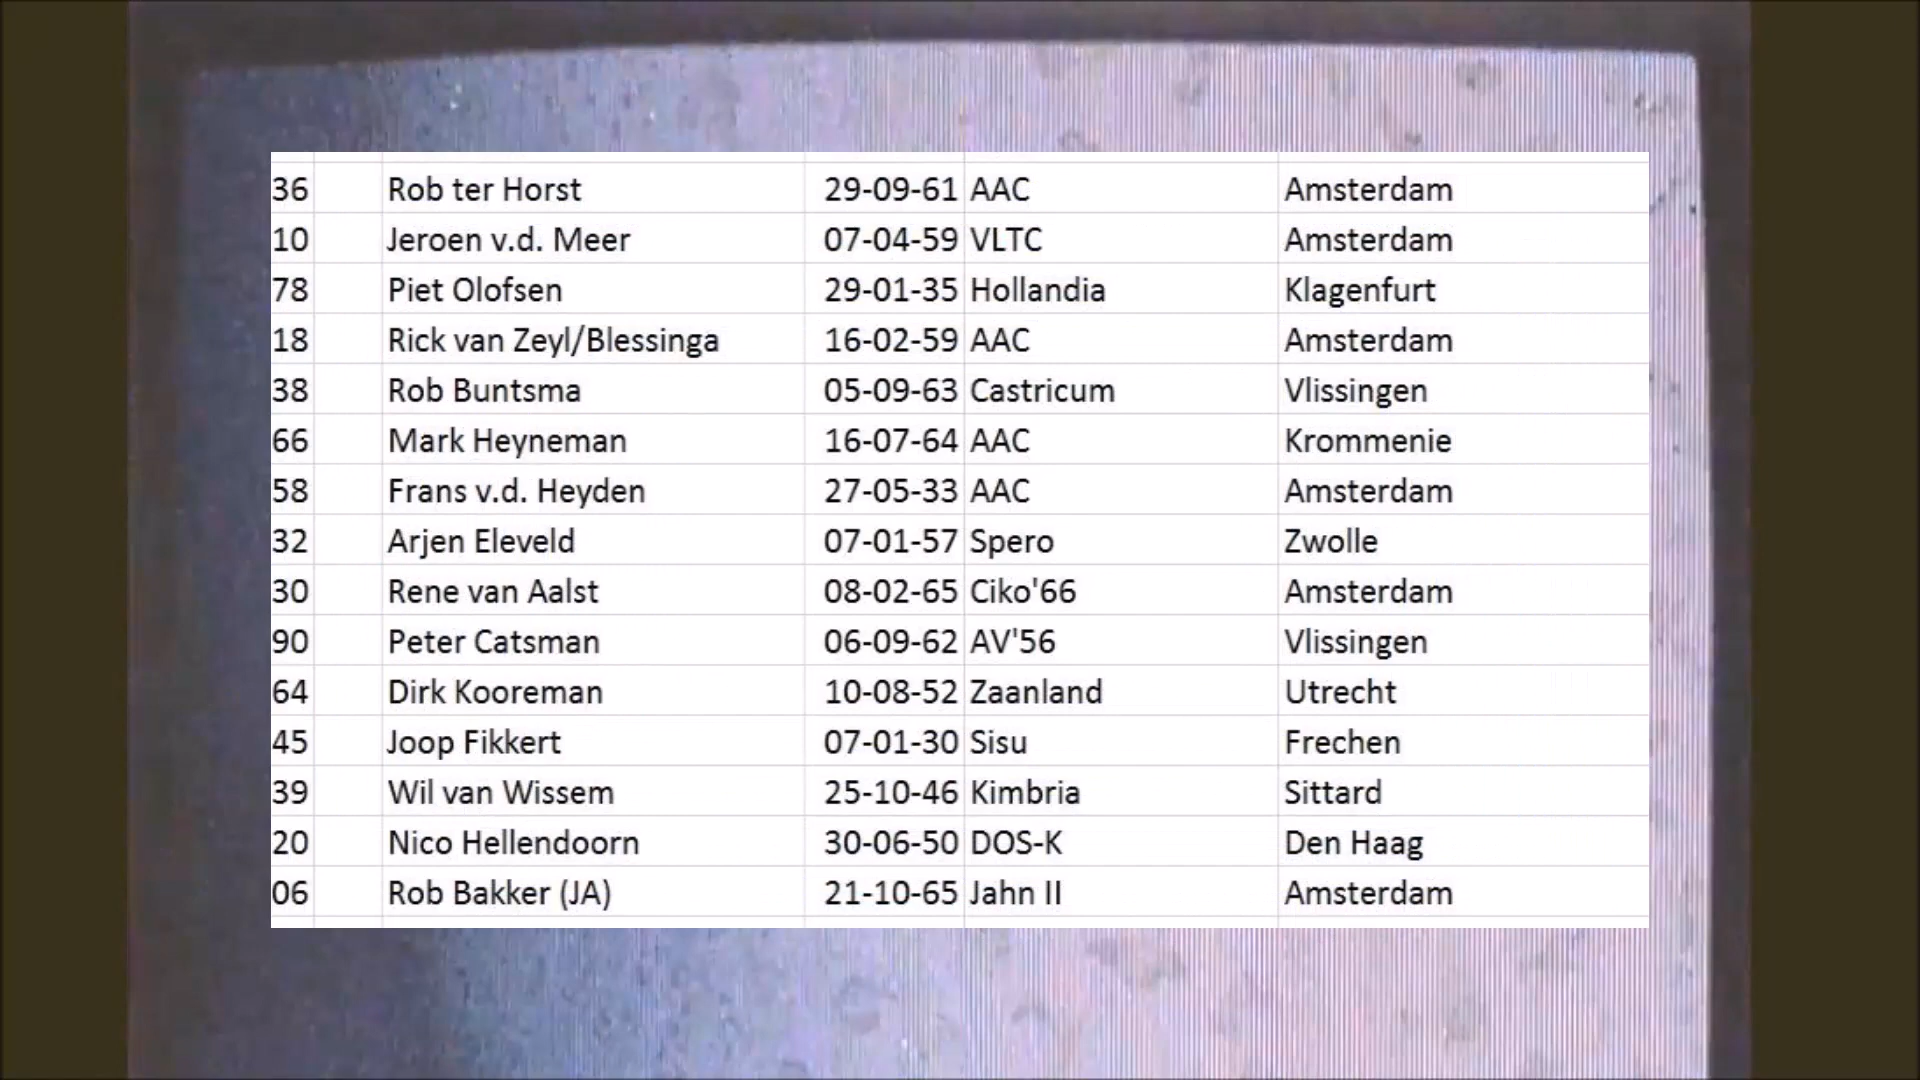 36 Rob ter Horst 29-09-61 AAC Amsterdam
10 Jeroen v.d. Meer 07-04-59 VLTC Amsterdam
78 Piet Olofsen 29-01-35 Hollandia Klagenfurt
18 Rick van Zeyl/Blessinga 16-02-59 AAC Amsterdam
38 Rob Buntsma 05-09-63 Castricum Vlissingen
66 Mark Heyneman 16-07-64 AAC Krommenie
58 Frans v.d. Heyden 27-05-33 AAC Amsterdam
32 Arjen Eleveld 07-01-57 Spero Zwolle
30 Rene van Aalst 08-02-65 Ciko'66 Amsterdam
90 Peter Catsman 06-09-62 AV'56 Vlissingen
64 Dirk Kooreman 10-08-52 Zaanland Utrecht
45 Joop Fikkert 07-01-30 Sisu Frechen
39 Wil van Wissem 25-10-46 Kimbria Sittard
20 Nico Hellendoorn 30-06-50 DOS-K Den Haag
06 Rob Bakker (JA) 21-10-65 Jahn II Amsterdam